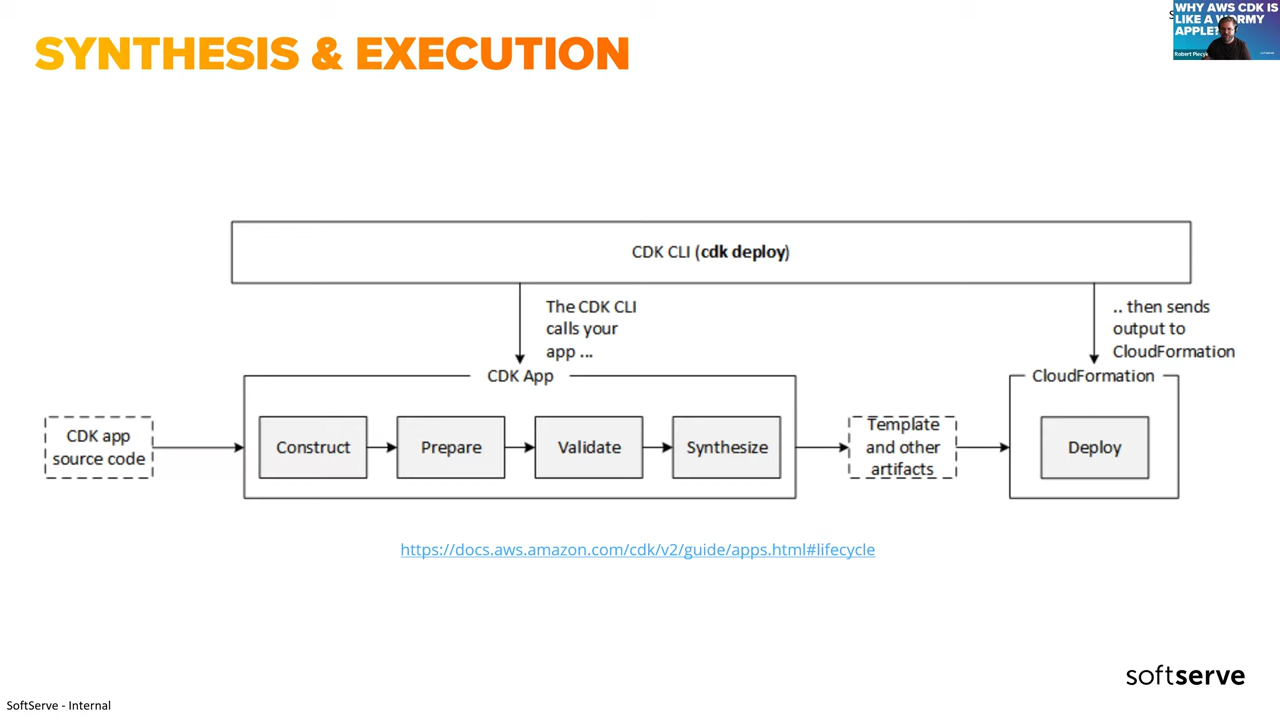 SYNTHESIS & EXECUTION
WHY AWS CDK IS
LIKE A WORMY
APPLE?
Robert Piecyk
softserve
CDK CLI (cdk deploy)
The CDK CLI
calls your
app ...
.. then sends
output to
CloudFormation
CDK App
CloudFormation
CDK app
source code
Construct
Prepare
Validate
Synthesize
Template
and other
artifacts
Deploy
https://docs.aws.amazon.com/cdk/v2/guide/apps.html#lifecycle
softserve
SoftServe - Internal